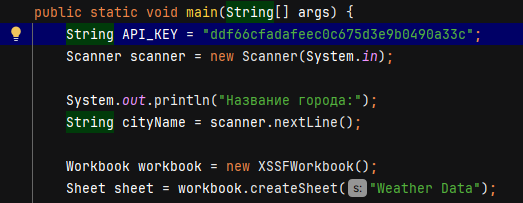 public static void main(String[] args) {
String API_KEY = "ddf66cfadafeec0c675d3e9b0490a33c";
Scanner scanner = new Scanner(System.in);
System.out.println("Название города:");
String cityName = scanner.nextLine();
Workbook workbook = new XSSFWorkbook();
Sheet sheet = workbook.createSheet( s: "Weather Data");